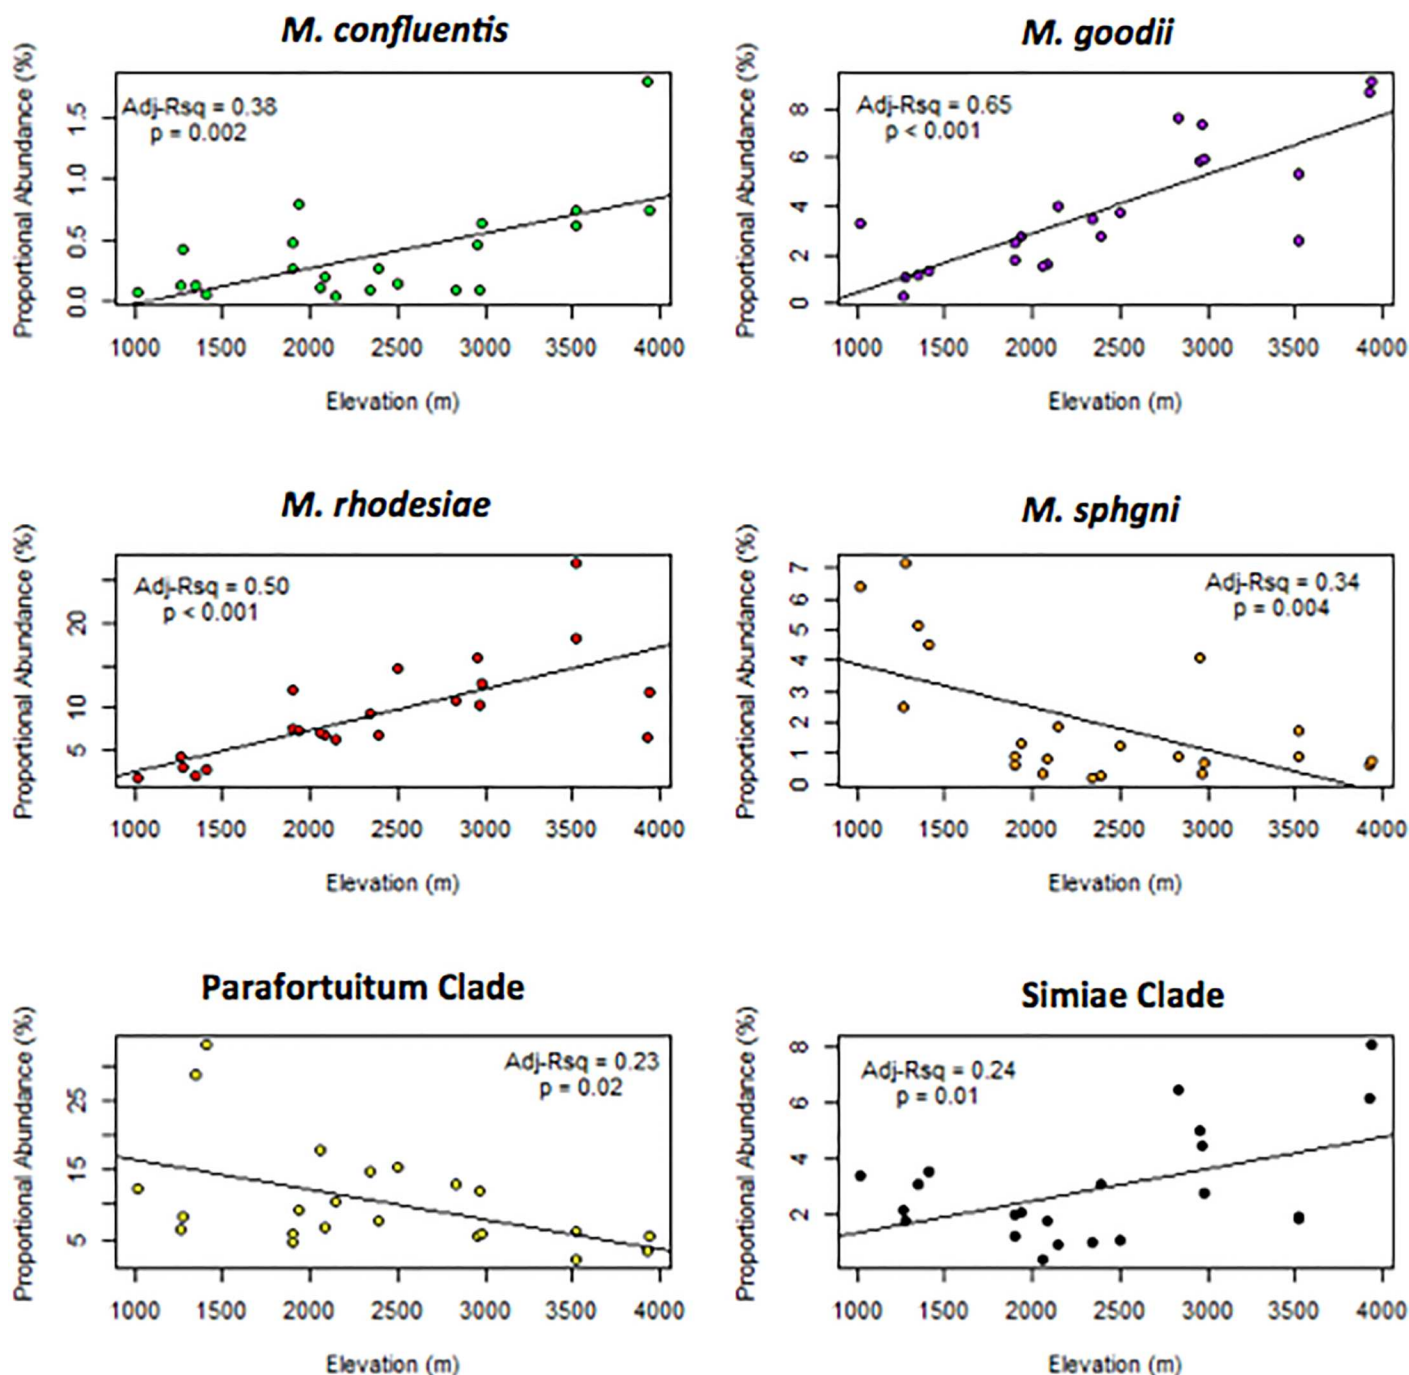 M. confluentis
Proportional Abundance (%)
Adj-Rsq = 0.38
p = 0.002
1.5
1.0
0.5
0.0
1000 1500 2000 2500 3000 3500 4000
Elevation (m)
M. goodii
Proportional Abundance (%)
Adj-Rsq = 0.65
p < 0.001
8
6
4
2
0
1000 1500 2000 2500 3000 3500 4000
Elevation (m)
M. rhodesiae
Proportional Abundance (%)
Adj-Rsq = 0.50
p < 0.001
20
10
5
1000 1500 2000 2500 3000 3500 4000
Elevation (m)
M. sphgni
Proportional Abundance (%)
Adj-Rsq = 0.34
p = 0.004
7
6
5
4
3
2
1
0
1000 1500 2000 2500 3000 3500 4000
Elevation (m)
Parafortuitum Clade
Proportional Abundance (%)
Adj-Rsq = 0.23
p = 0.02
25
15
5
1000 1500 2000 2500 3000 3500 4000
Elevation (m)
Simiae Clade
Proportional Abundance (%)
Adj-Rsq = 0.24
p = 0.01
8
6
4
2
1000 1500 2000 2500 3000 3500 4000
Elevation (m)